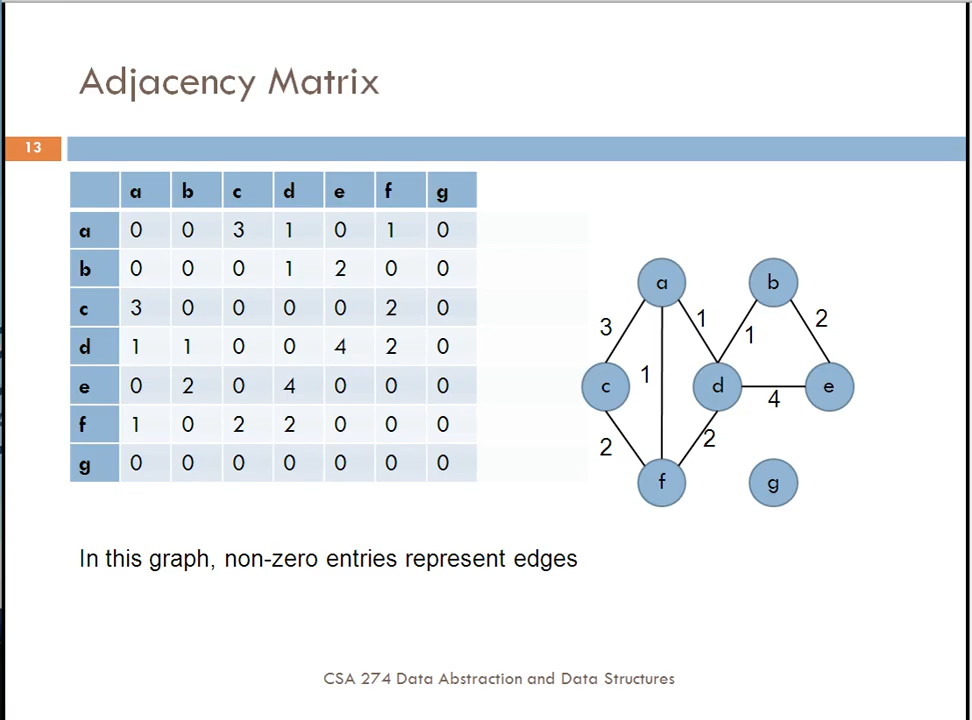 Adjacency Matrix
13
a b c d e f g
a 0 0 3 1 0 1 0
b 0 0 0 1 2 0 0
c 3 0 0 0 0 2 0
d 1 1 0 0 4 2 0
e 0 2 0 4 0 0 0
f 1 0 2 2 0 0 0
g 0 0 0 0 0 0 0
a b
3 1 1 2
c 1 d e
4
2 2
f g
In this graph, non-zero entries represent edges
CSA 274 Data Abstraction and Data Structures